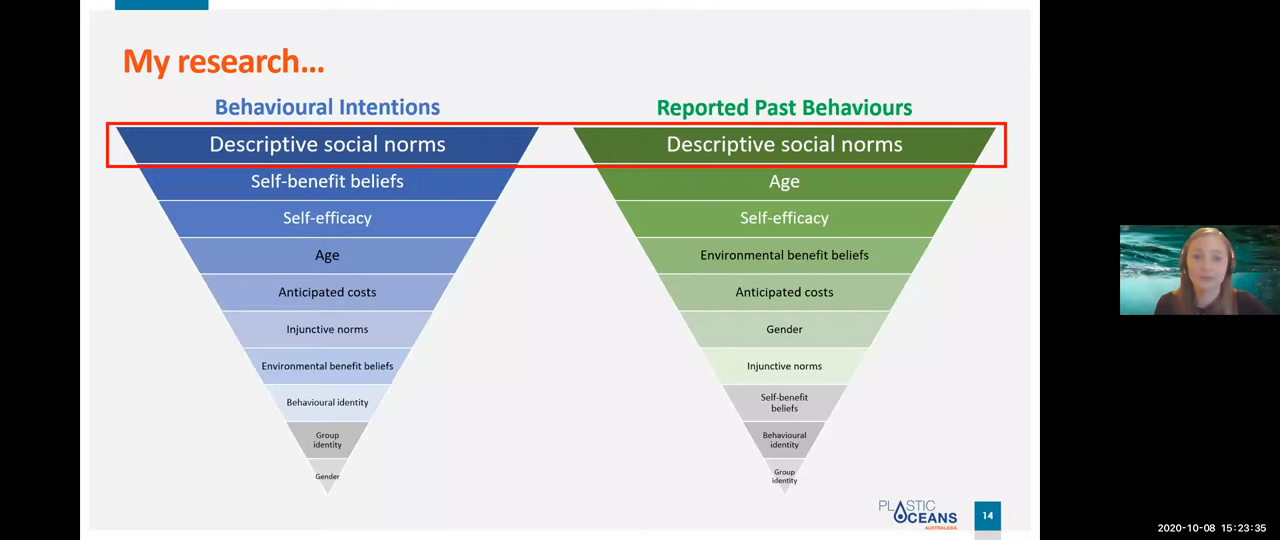 My research...
Behavioural Intentions
Descriptive social norms
Self-benefit beliefs
Self-efficacy
Age
Anticipated costs
Injunctive norms
Environmental benefit beliefs
Behavioural identity
Group
identity
Gender
Reported Past Behaviours
Descriptive social norms
Age
Self-efficacy
Environmental benefit beliefs
Anticipated costs
Gender
Injunctive norms
Self-benefit
beliefs
Behavioural
identity
Group
identity
PLASTIC
OCEANS
AUSTRALASIA
14
2020-10-08 15:23:35